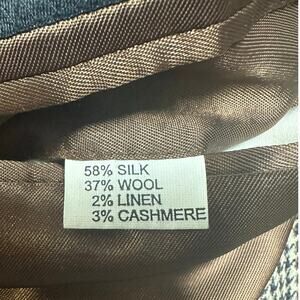 58% SILK
37% WOOL
2% LINEN
3% CASHMERE